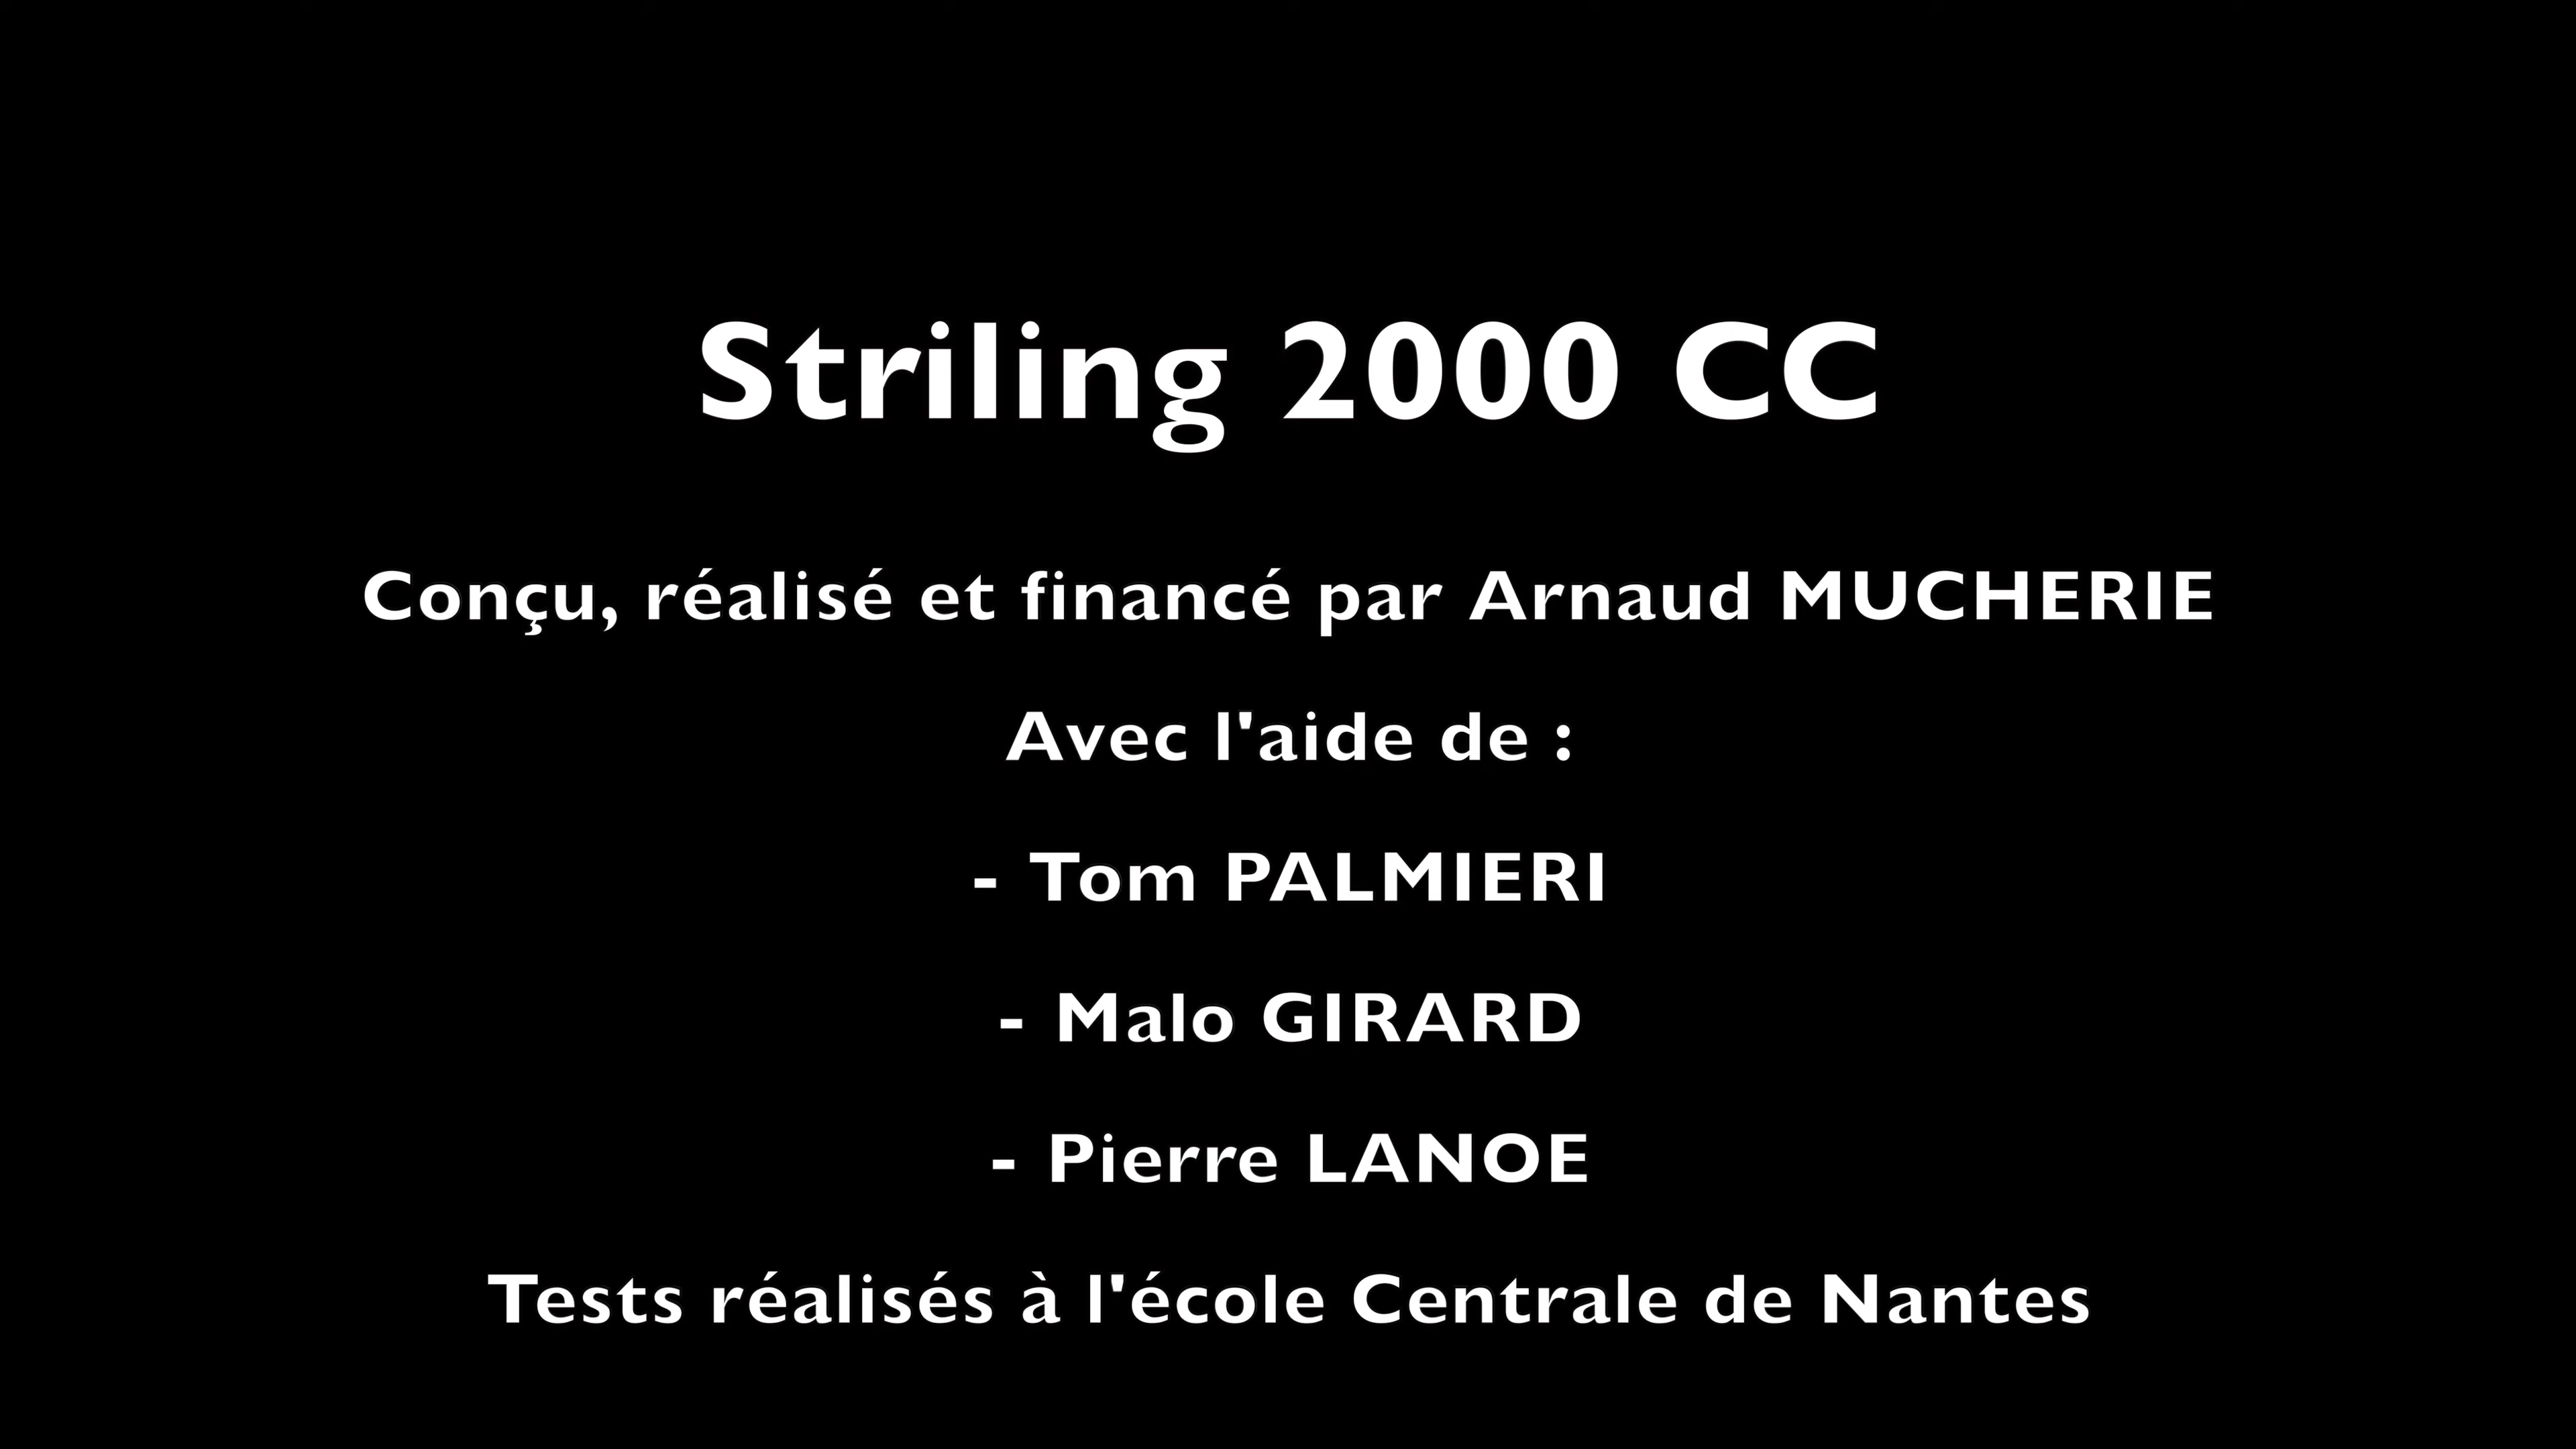 Striling 2000 CC
Conçu, réalisé et financé par Arnaud MUCHERIE
Avec l'aide de :
- Tom PALMIERI
- Malo GIRARD
- Pierre LANOE
Tests réalisés à l'école Centrale de Nantes